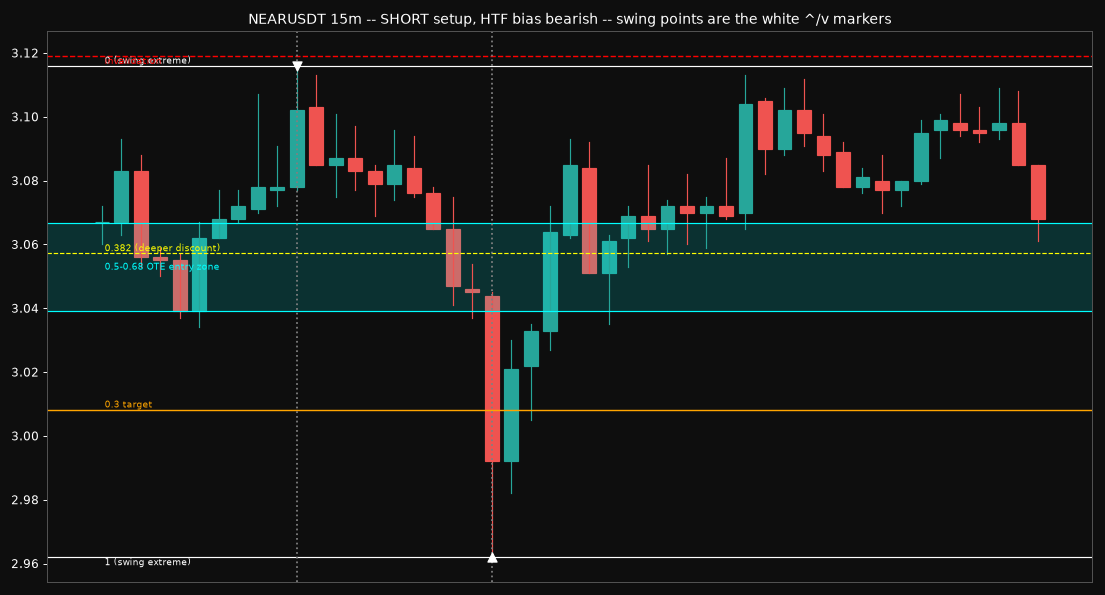 NEARUSDT 15m -- SHORT setup, HTF bias bearish -- swing points are the white ^/v markers
3.12
0 (swing extreme)
3.10
3.08
3.06
0.382 (deeper discount)
0.5-0.68 OTE entry zone
3.04
3.02
0.3 target
3.00
2.98
2.96
1 (swing extreme)